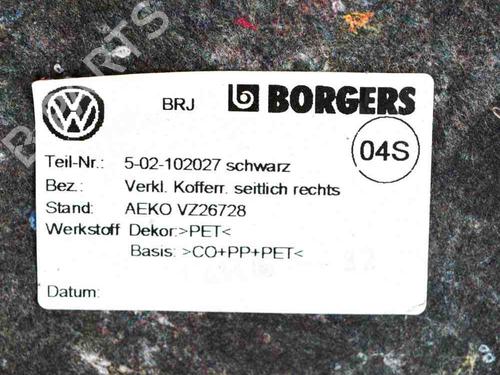 VW BRJ BORGERS
04S
Teil-Nr.: 5-02-102027 schwarz
Bez.: Verkl. Kofferr. seitlich rechts
Stand: AEKO VZ26728
Werkstoff Dekor:>PET<
Basis: >CO+PP+PET<
Datum: